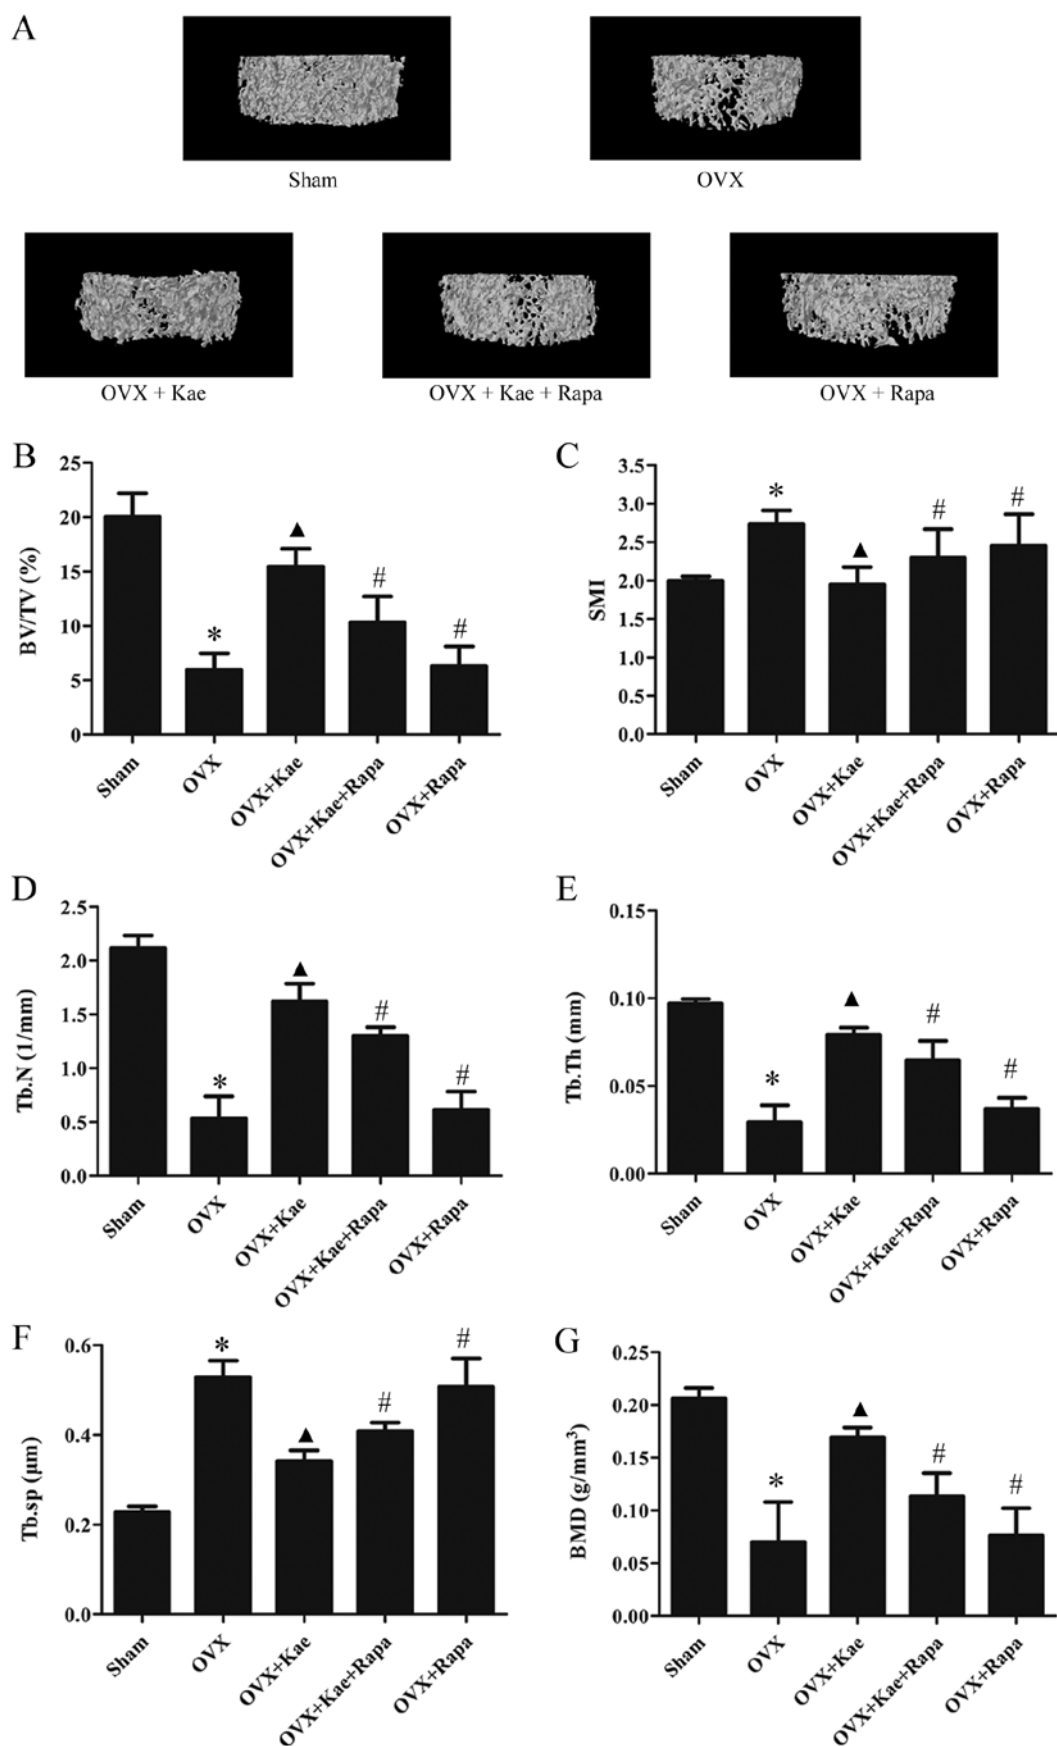 A
Sham
OVX
OVX + Kae
OVX + Kae + Rapa
OVX + Rapa
B
BV/TV (%)
25
20
15
10
5
0
*
▲
#
#
Sham
OVX
OVX+Kae
OVX+Kae+Rapa
OVX+Rapa
C
SMI
3.5
3.0
2.5
2.0
1.5
1.0
0.5
0.0
*
▲
#
#
Sham
OVX
OVX+Kae
OVX+Kae+Rapa
OVX+Rapa
D
Tb.N (1/mm)
2.5
2.0
1.5
1.0
0.5
0.0
*
▲
#
#
Sham
OVX
OVX+Kae
OVX+Kae+Rapa
OVX+Rapa
E
Tb.Th (mm)
0.15
0.10
0.05
0.00
*
▲
#
#
Sham
OVX
OVX+Kae
OVX+Kae+Rapa
OVX+Rapa
F
Tb.sp (μm)
0.6
0.4
0.2
0.0
*
▲
#
#
Sham
OVX
OVX+Kae
OVX+Kae+Rapa
OVX+Rapa
G
BMD (g/mm³)
0.25
0.20
0.15
0.10
0.05
0.00
*
▲
#
#
Sham
OVX
OVX+Kae
OVX+Kae+Rapa
OVX+Rapa